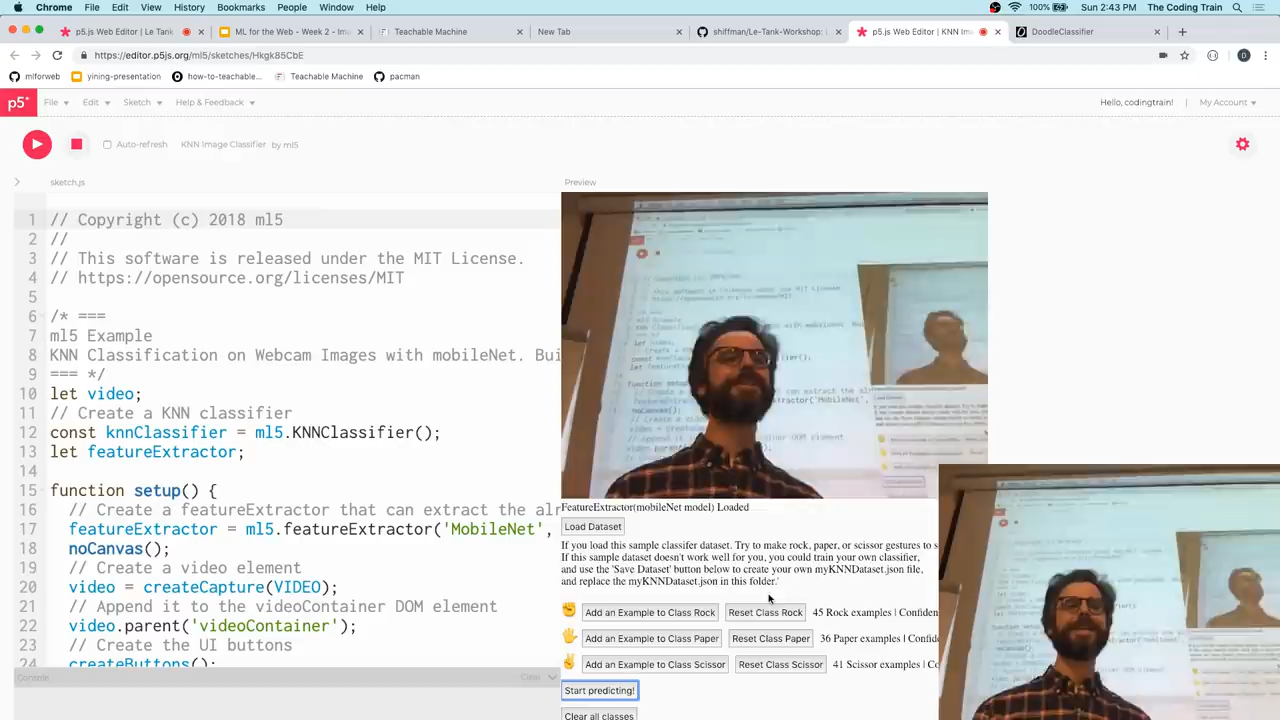 Chrome File Edit View History Bookmarks People Window Help 100% Sun 2:43 PM The Coding Train
p5.js Web Editor | Le Tank ML for the Web - Week 2 - Im Teachable Machine New Tab shiffman/Le-Tank-Workshop: L p5.js Web Editor | KNN Im DoodleClassifier
https://editor.p5js.org/ml5/sketches/Hkgk85CbE
mlforweb yining-presentation how-to-teachable... Teachable Machine pacman
p5* File Edit Sketch Help & Feedback Hello, codingtrain! | My Account
Auto-refresh KNN Image Classifier by ml5
sketch.js
Preview
1 // Copyright (c) 2018 ml5
2 //
3 // This software is released under the MIT License.
4 // https://opensource.org/licenses/MIT
5
6 /* ===
7 ml5 Example
8 KNN Classification on Webcam Images with mobileNet. Bui
9 === */
10 let video;
11 // Create a KNN classifier
12 const knnClassifier = ml5.KNNClassifier();
13 let featureExtractor;
14
15 function setup() {
16 // Create a featureExtractor that can extract the alr
17 featureExtractor = ml5.featureExtractor('MobileNet',
18 noCanvas();
19 // Create a video element
20 video = createCapture(VIDEO);
21 // Append it to the videoContainer DOM element
22 video.parent('videoContainer');
23 // Create the UI buttons
24 createButtons();
Console Clear
FeatureExtractor(mobileNet model) Loaded
Load Dataset
If you load this sample classifer dataset. Try to make rock, paper, or scissor gestures to s
If this sample dataset doesn't work well for you, you could train your own classifier,
and use the 'Save Dataset' button below to create your own myKNNDataset.json file,
and replace the myKNNDataset.json in this folder.'
Add an Example to Class Rock Reset Class Rock 45 Rock examples | Confiden
Add an Example to Class Paper Reset Class Paper 36 Paper examples | Confide
Add an Example to Class Scissor Reset Class Scissor 41 Scissor examples | Co
Start predicting!
Clear all classes